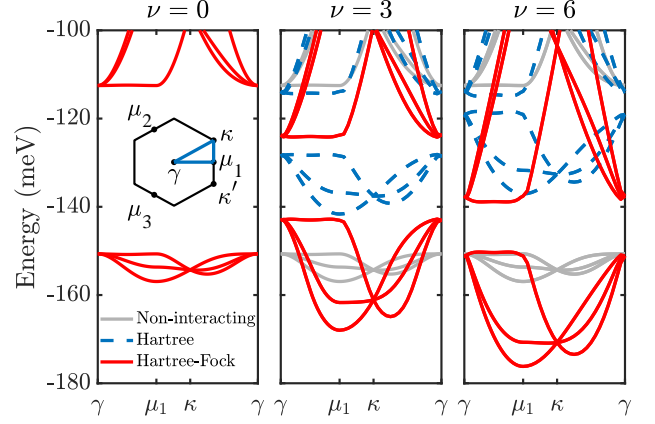 ν = 0 ν = 3 ν = 6
-100
-120
-140
-160
-180
Energy (meV)
μ2
κ
γ
μ1
κ′
μ3
Non-interacting
Hartree
Hartree-Fock
γ μ1 κ γ
γ μ1 κ γ
γ μ1 κ γ